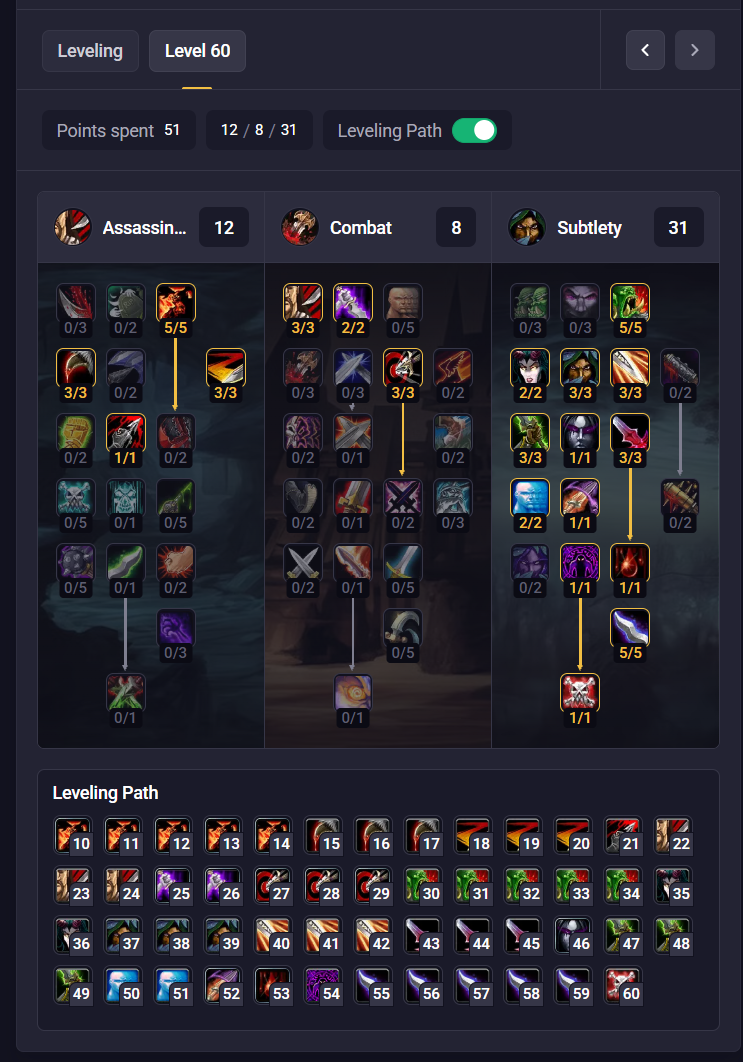 Leveling Level 60
Points spent 51 12 / 8 / 31 Leveling Path
Assassin... 12 Combat 8 Subtlety 31
0/3 0/2 5/5 3/3 2/2 0/5 0/3 0/3 5/5
3/3 0/2 3/3 0/3 0/3 3/3 0/2 2/2 3/3 3/3 0/2
0/2 1/1 0/2 0/2 0/1 0/2 3/3 1/1 3/3
0/5 0/1 0/5 0/2 0/1 0/2 0/3 2/2 1/1 0/2
0/5 0/1 0/2 0/2 0/1 0/5 0/2 1/1 1/1
0/3 0/5 5/5
0/1 0/1 1/1
Leveling Path
10 11 12 13 14 15 16 17 18 19 20 21 22
23 24 25 26 27 28 29 30 31 32 33 34 35
36 37 38 39 40 41 42 43 44 45 46 47 48
49 50 51 52 53 54 55 56 57 58 59 60